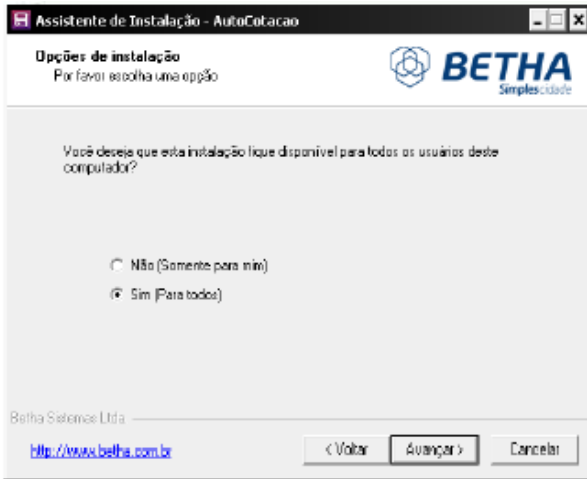 Assistente de Instalação - AutoCotacao
Opções de instalação
Por favor escolha uma opção
BETHA
Simplescidade
Você deseja que esta instalação fique disponível para todos os usuários deste
computador?
Não (Somente para mim)
Sim (Para todos)
Betha Sistemas Ltda
http://www.betha.com.br
< Voltar
Avançar >
Cancelar